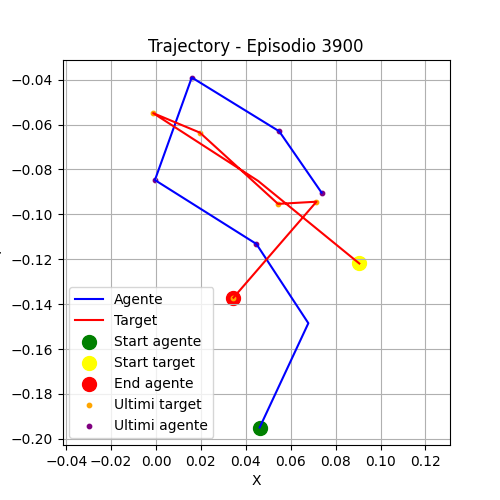 Trajectory - Episodio 3900
−0.04
−0.06
−0.08
−0.10
−0.12
−0.14
−0.16
−0.18
−0.20
Agente
Target
Start agente
Start target
End agente
Ultimi target
Ultimi agente
−0.04 −0.02 0.00 0.02 0.04 0.06 0.08 0.10 0.12
X